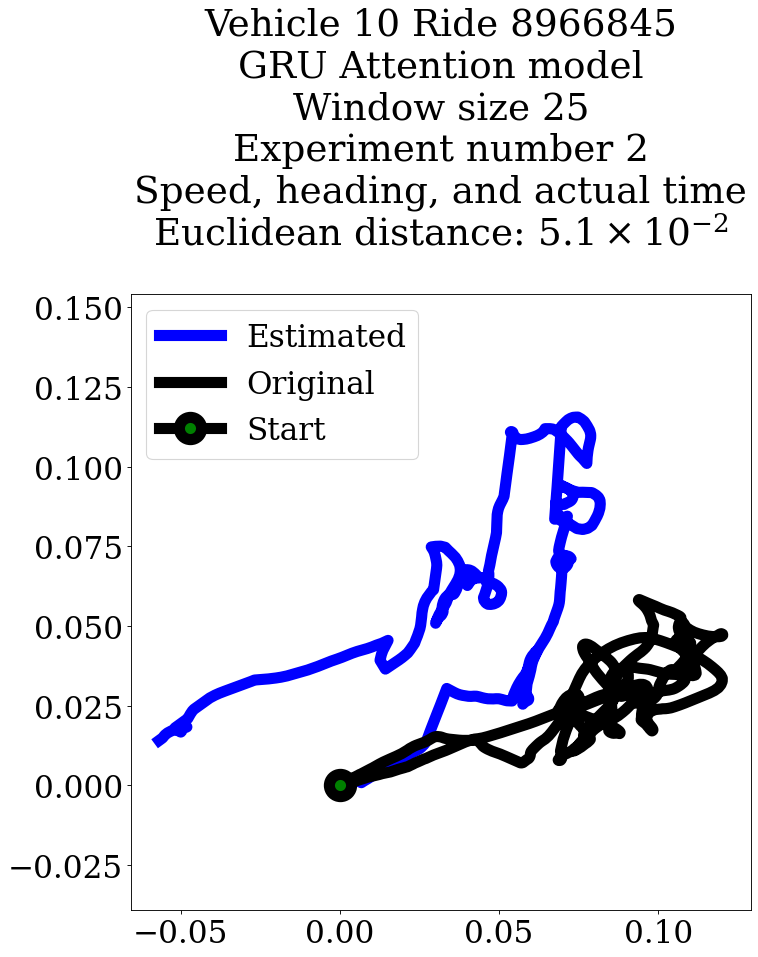 Vehicle 10 Ride 8966845
GRU Attention model
Window size 25
Experiment number 2
Speed, heading, and actual time
Euclidean distance: 5.1 × 10⁻²
0.150
Estimated
0.125
Original
Start
0.100
0.075
0.050
0.025
0.000
−0.025
−0.05 0.00 0.05 0.10